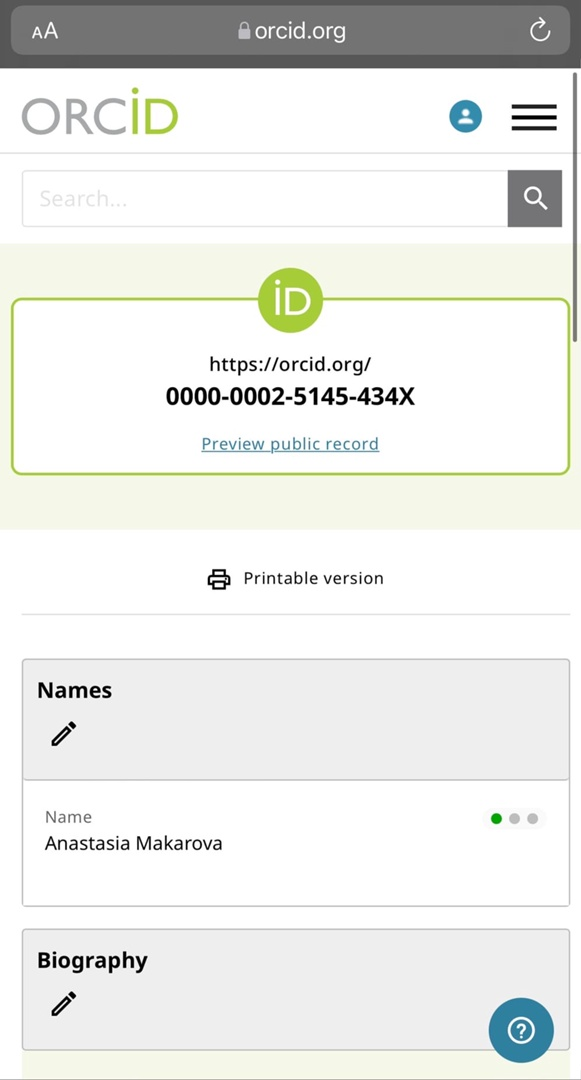 AA orcid.org
ORCiD
Search...
iD
https://orcid.org/
0000-0002-5145-434X
Preview public record
Printable version
Names
Name
Anastasia Makarova
Biography
?